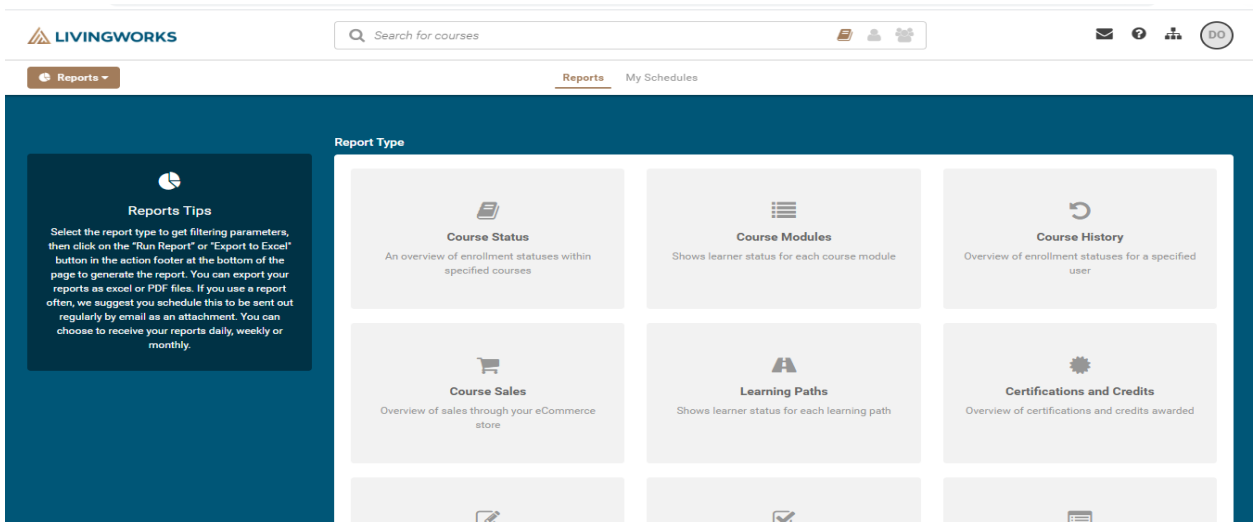 LIVINGWORKS
Search for courses
DO
Reports
Reports My Schedules
Report Type
Reports Tips
Select the report type to get filtering parameters,
then click on the "Run Report" or "Export to Excel"
button in the action footer at the bottom of the
page to generate the report. You can export your
reports as excel or PDF files. If you use a report
often, we suggest you schedule this to be sent out
regularly by email as an attachment. You can
choose to receive your reports daily, weekly or
monthly.
Course Status
An overview of enrollment statuses within
specified courses
Course Modules
Shows learner status for each course module
Course History
Overview of enrollment statuses for a specified
user
Course Sales
Overview of sales through your eCommerce
store
Learning Paths
Shows learner status for each learning path
Certifications and Credits
Overview of certifications and credits awarded